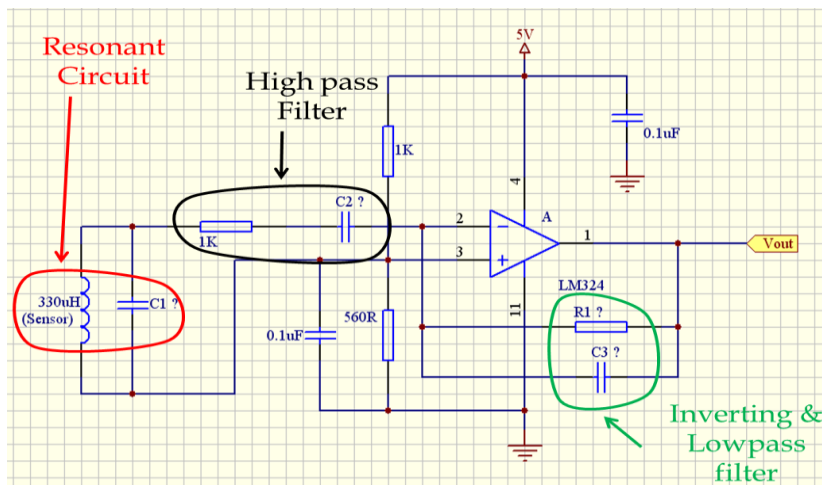 Resonant
Circuit
High pass
Filter
5V
0.1uF
1K
4
C2 ?
1K
2
A
3
1
Vout
330uH
(Sensor)
C1 ?
LM324
11
R1 ?
560R
0.1uF
C3 ?
Inverting &
Lowpass
filter